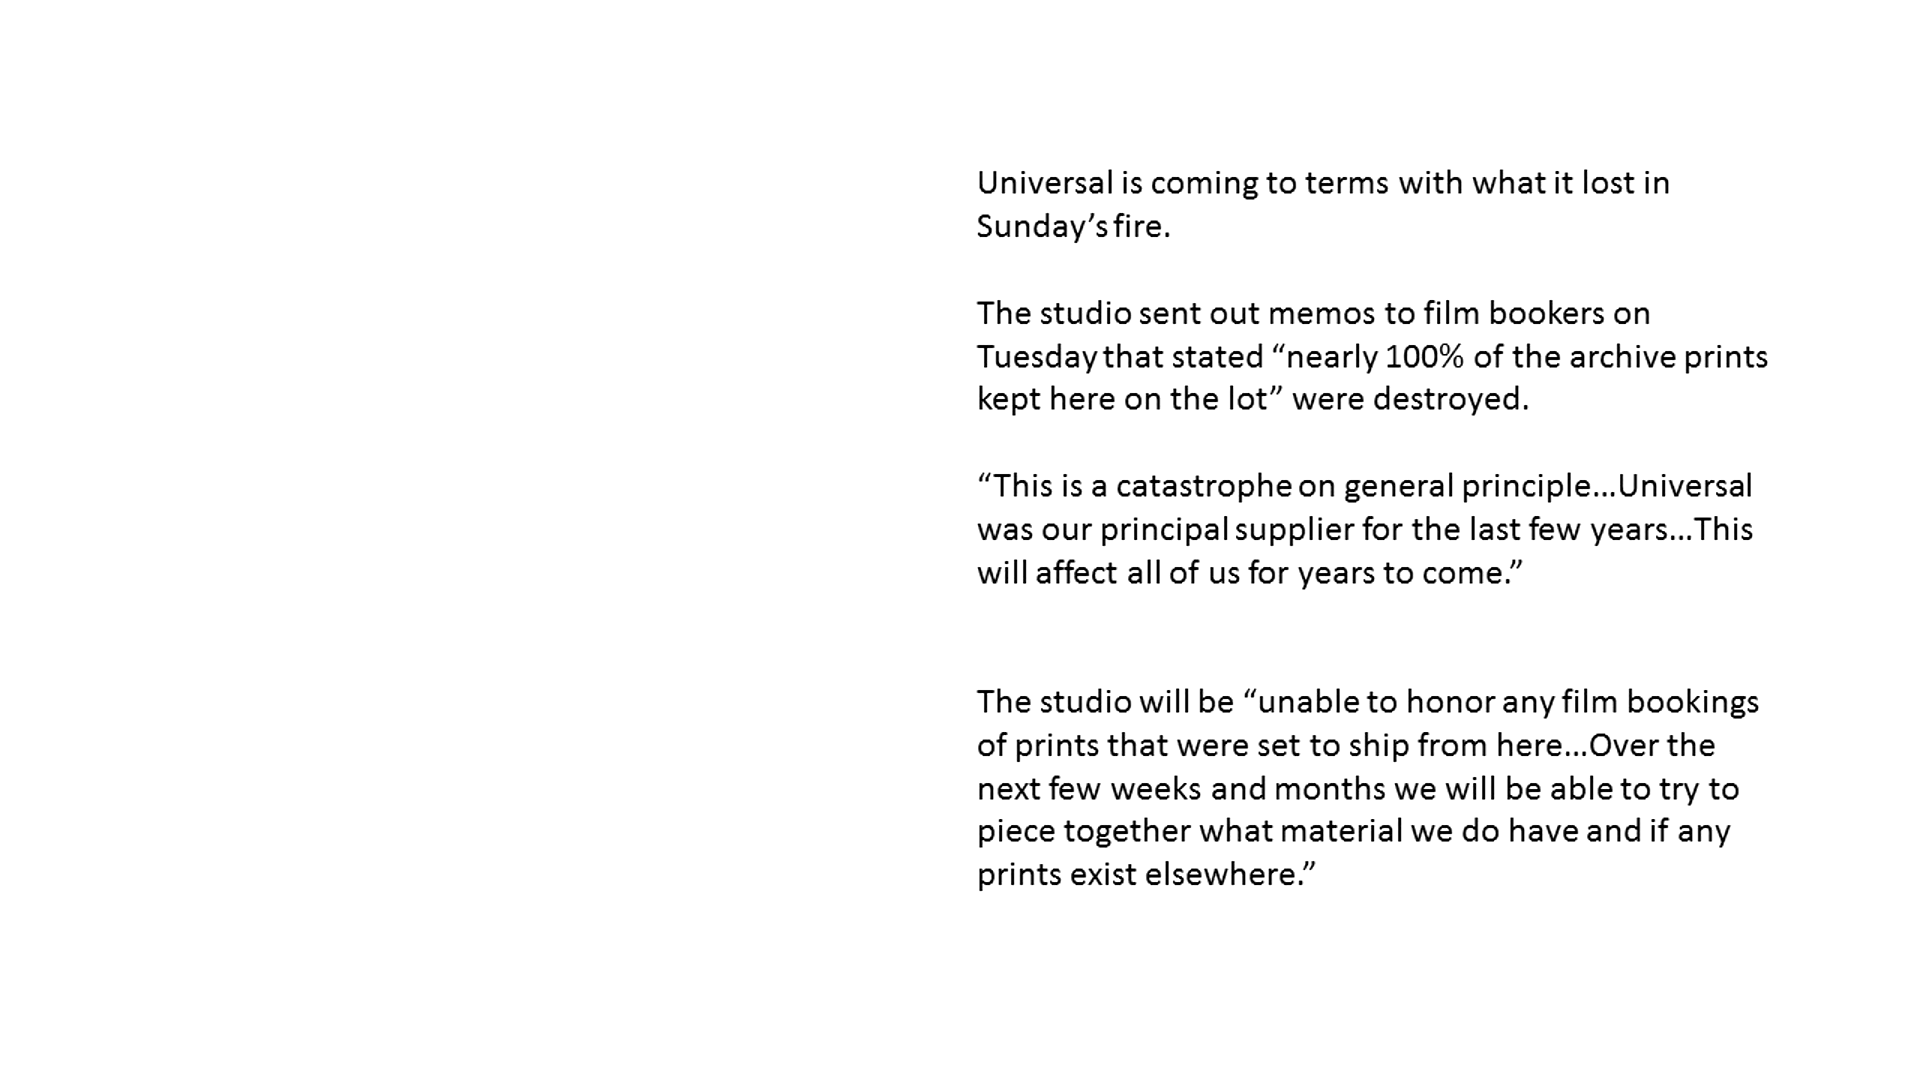 Universal is coming to terms with what it lost in
Sunday’s fire.
The studio sent out memos to film bookers on
Tuesday that stated “nearly 100% of the archive prints
kept here on the lot” were destroyed.
“This is a catastrophe on general principle…Universal
was our principal supplier for the last few years…This
will affect all of us for years to come.”
The studio will be “unable to honor any film bookings
of prints that were set to ship from here…Over the
next few weeks and months we will be able to try to
piece together what material we do have and if any
prints exist elsewhere.”